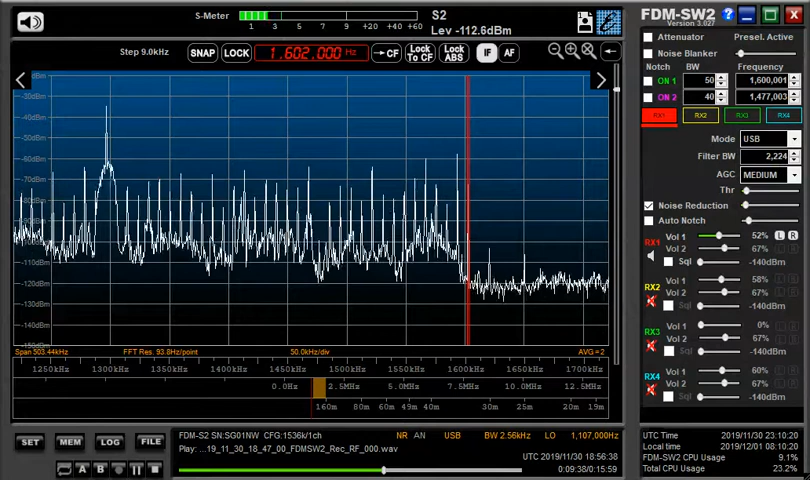 S-Meter
1 3 5 7 9 +20 +40 +60
S2
Lev -112.6dBm
FDM-SW2
Version 3.027
Step 9.0kHz
SNAP
LOCK
1.602.000 Hz
→CF
Lock To CF
Lock ABS
IF
AF
-40dBm
-50dBm
-60dBm
-70dBm
-80dBm
-90dBm
-100dBm
-110dBm
-120dBm
-130dBm
-140dBm
-150dBm
Span 503.44kHz
FFT Res. 93.8Hz/point
50.0kHz/div
AVG=2
1250kHz 1300kHz 1350kHz 1400kHz 1450kHz 1500kHz 1550kHz 1600kHz 1650kHz 1700kHz
0.0Hz 2.5MHz 5.0MHz 7.5MHz 10.0MHz 12.5MHz
160m 80m 60m 49m 40m 30m 25m 20m 19m
Attenuator
Presel. Active
Noise Blanker
Notch BW Frequency
ON 1 50 1,600,001
ON 2 40 1,477,003
RX1 RX2 RX3 RX4
Mode USB
Filter BW 2,224
AGC MEDIUM
Thr
Noise Reduction
Auto Notch
RX1 Vol 1 52% L R
Vol 2 67% L R
Sql -140dBm
RX2 Vol 1 58% L R
Vol 2 67% L R
Sql -140dBm
RX3 Vol 1 0% L R
Vol 2 67% L R
Sql -140dBm
RX4 Vol 1 60% L R
Vol 2 67% L R
Sql -140dBm
SET
MEM
LOG
FILE
A
B
FDM-S2 SN:SG01NW CFG:1536k/1ch
NR AN USB BW 2.56kHz LO 1,107,000Hz
Play: ...19_11_30_18_47_00_FDMSW2_Rec_RF_000.wav
UTC 2019/11/30 18:56:38
0:09:38/0:15:59
UTC Time 2019/11/30 23:10:20
Local time 2019/12/01 08:10:20
FDM-SW2 CPU Usage 9.1%
Total CPU Usage 23.2%